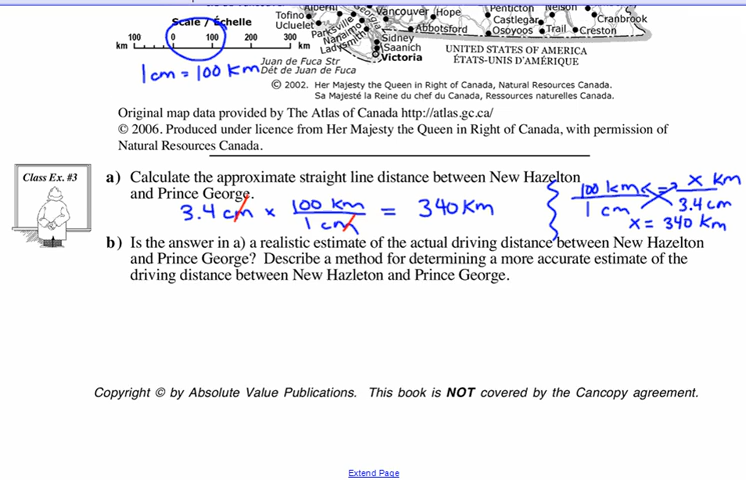 Tofino Alberni Vancouver Hope Penticton Nelson
Scale / Échelle Ucluelet Parksville Georgia Abbotsford Castlegar Cranbrook
Nanaimo Osoyoos Trail Creston
100 0 100 200 300 Sidney
km km Ladysmith Saanich UNITED STATES OF AMERICA
Victoria ÉTATS-UNIS D'AMÉRIQUE
1cm = 100 Km Juan de Fuca Str
Dét de Juan de Fuca
© 2002. Her Majesty the Queen in Right of Canada, Natural Resources Canada.
Sa Majesté la Reine du chef du Canada, Ressources naturelles Canada.
Original map data provided by The Atlas of Canada http://atlas.gc.ca/
© 2006. Produced under licence from Her Majesty the Queen in Right of Canada, with permission of
Natural Resources Canada.
Class Ex. #3
a) Calculate the approximate straight line distance between New Hazelton
and Prince George.
3.4 cm × 100 Km / 1 cm = 340 Km
100 km / 1 cm = x km / 3.4 cm
x = 340 Km
b) Is the answer in a) a realistic estimate of the actual driving distance between New Hazelton
and Prince George? Describe a method for determining a more accurate estimate of the
driving distance between New Hazleton and Prince George.
Copyright © by Absolute Value Publications. This book is NOT covered by the Cancopy agreement.
Extend Page